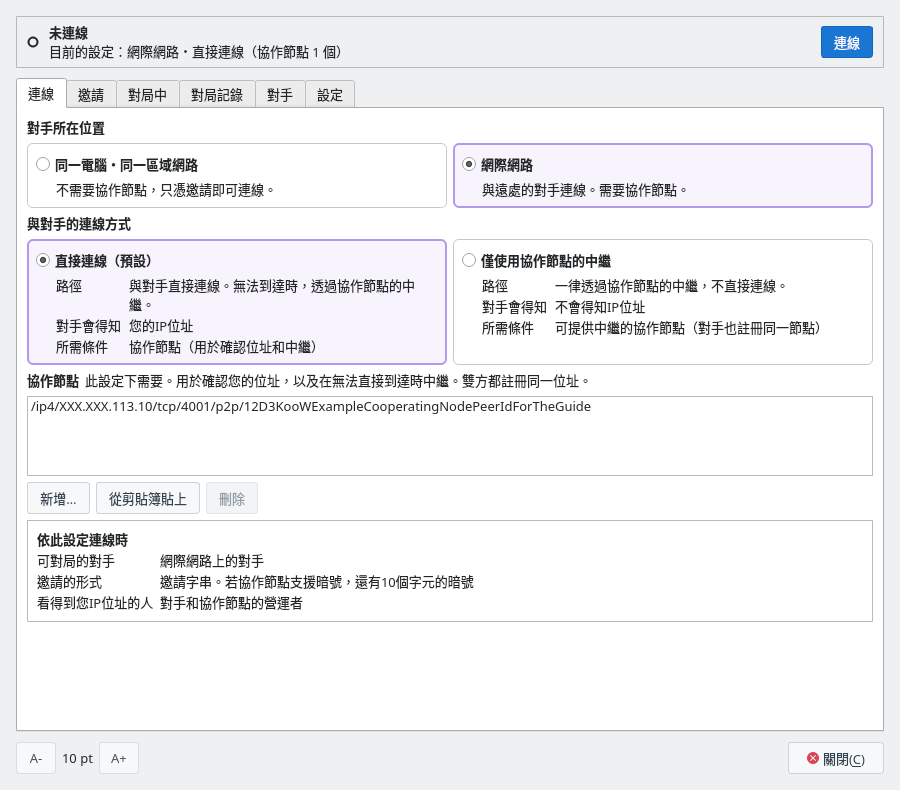 未連線
目前的設定：網際網路・直接連線（協作節點 1 個）
連線
連線 邀請 對局中 對局記錄 對手 設定
對手所在位置
同一電腦・同一區域網路
不需要協作節點，只憑邀請即可連線。
網際網路
與遠處的對手連線。需要協作節點。
與對手的連線方式
直接連線（預設）
路徑 與對手直接連線。無法到達時，透過協作節點的中
繼。
對手會得知 您的IP位址
所需條件 協作節點（用於確認位址和中繼）
僅使用協作節點的中繼
路徑 一律透過協作節點的中繼，不直接連線。
對手會得知 不會得知IP位址
所需條件 可提供中繼的協作節點（對手也註冊同一節點）
協作節點 此設定下需要。用於確認您的位址，以及在無法直接到達時中繼。雙方都註冊同一位址。
/ip4/XXX.XXX.113.10/tcp/4001/p2p/12D3KooWExampleCooperatingNodePeerIdForTheGuide
新增... 從剪貼簿貼上 刪除
依此設定連線時
可對局的對手 網際網路上的對手
邀請的形式 邀請字串。若協作節點支援暗號，還有10個字元的暗號
看得到您IP位址的人 對手和協作節點的營運者
A- 10 pt A+ 關閉(C)